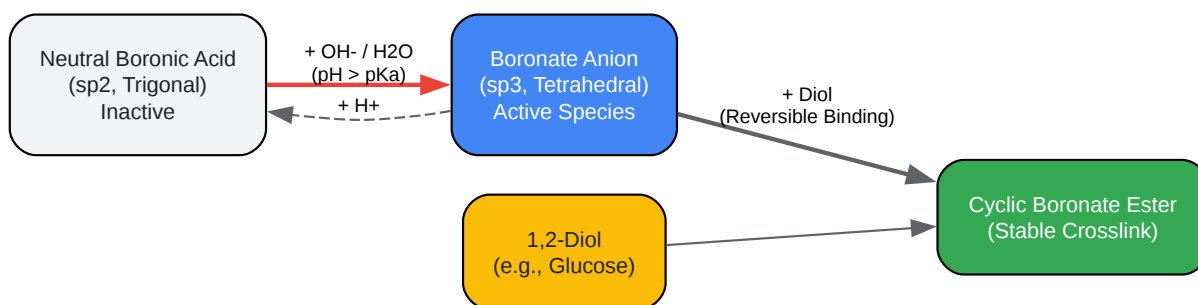 Neutral Boronic Acid
(sp2, Trigonal)
Inactive
+ OH- / H2O
(pH > pKa)
+ H+
Boronate Anion
(sp3, Tetrahedral)
Active Species
+ Diol
(Reversible Binding)
1,2-Diol
(e.g., Glucose)
Cyclic Boronate Ester
(Stable Crosslink)